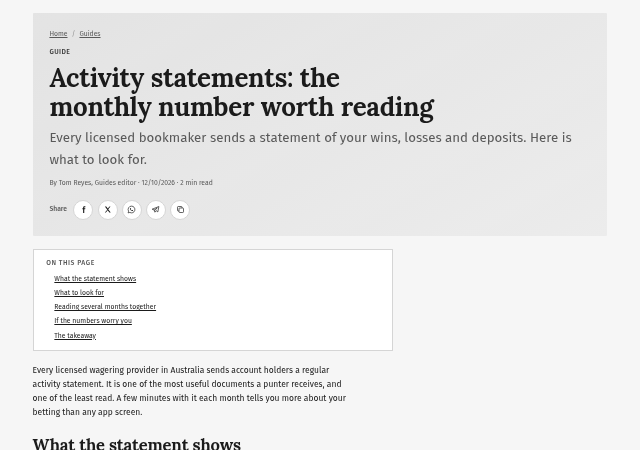 Home / Guides
GUIDE
Activity statements: the
monthly number worth reading
Every licensed bookmaker sends a statement of your wins, losses and deposits. Here is
what to look for.
By Tom Reyes, Guides editor · 12/10/2026 · 2 min read
Share
ON THIS PAGE
What the statement shows
What to look for
Reading several months together
If the numbers worry you
The takeaway
Every licensed wagering provider in Australia sends account holders a regular
activity statement. It is one of the most useful documents a punter receives, and
one of the least read. A few minutes with it each month tells you more about your
betting than any app screen.
What the statement shows